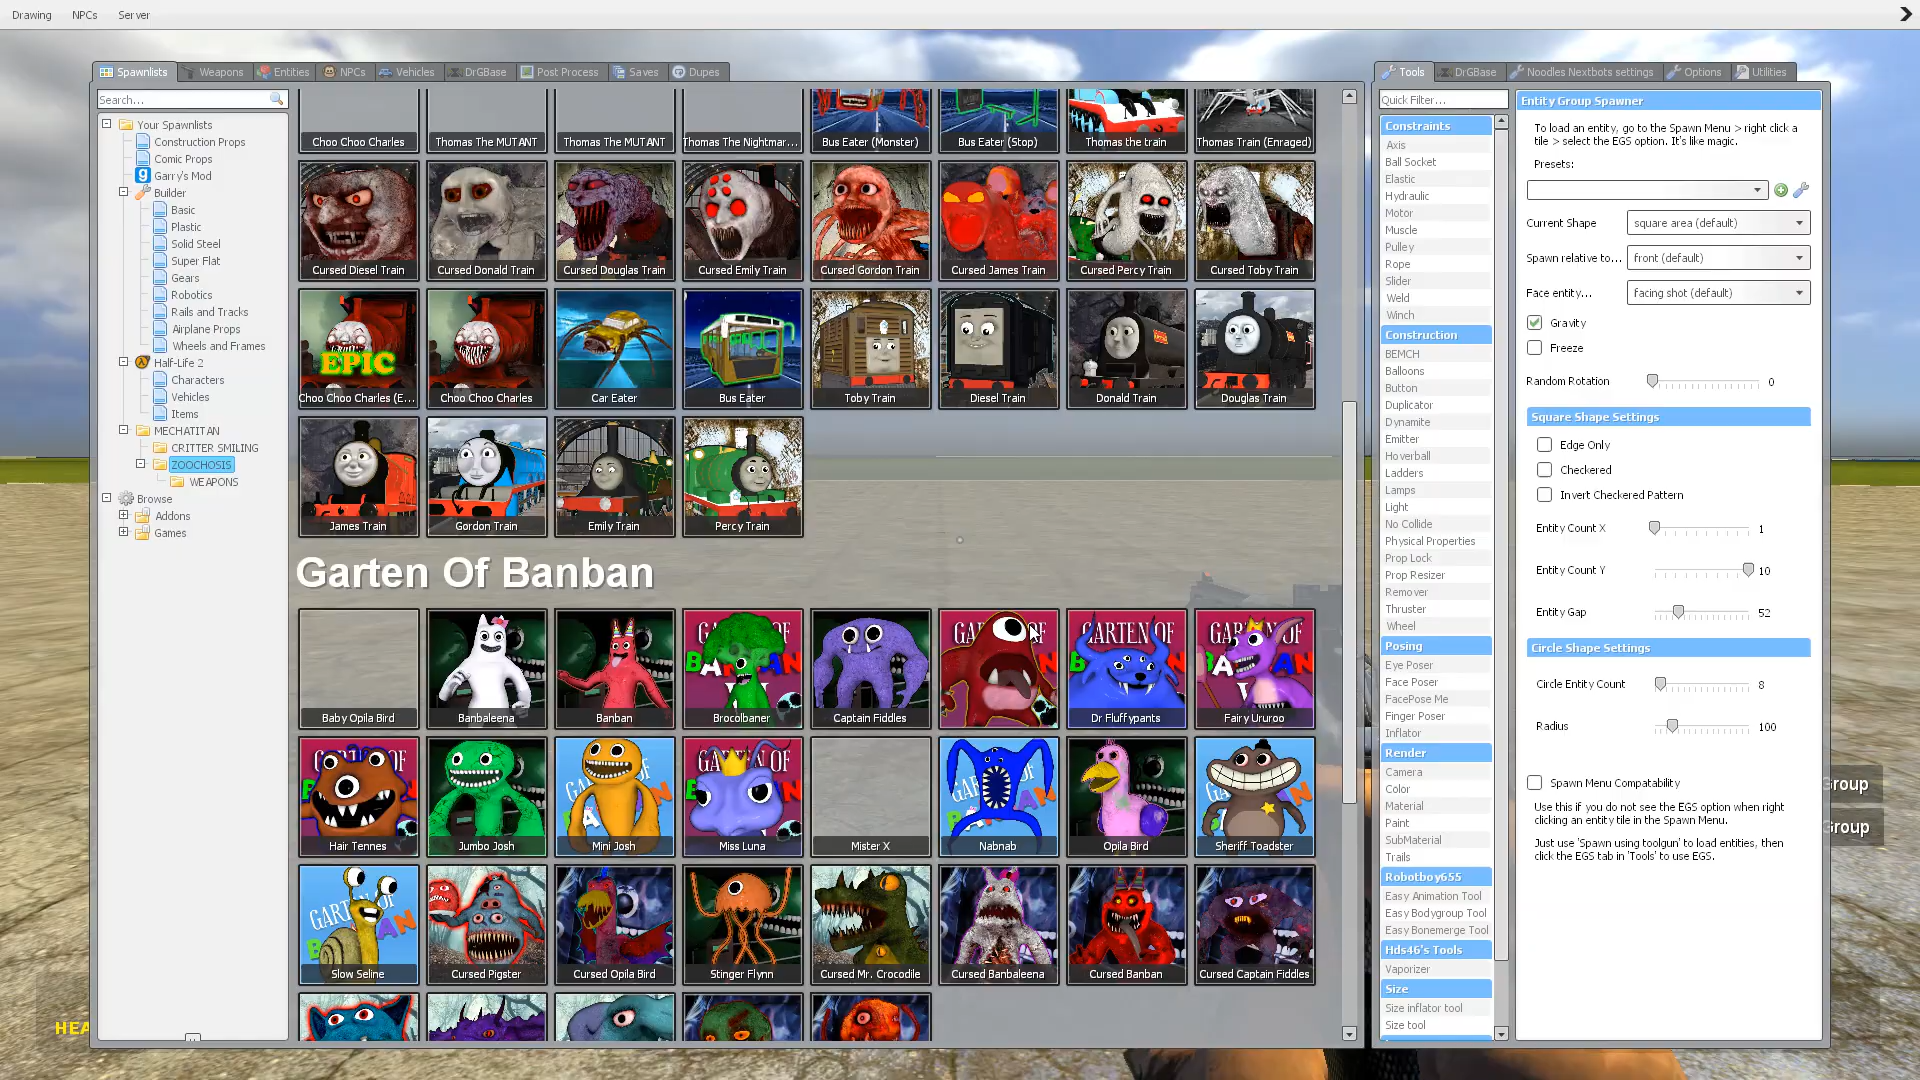 Drawing NPCs Server
Spawnlists Weapons Entities NPCs Vehicles DrGBase Post Process Saves Dupes
Search...
Your Spawnlists
Construction Props
Comic Props
Garry's Mod
Builder
Basic
Plastic
Solid Steel
Super Flat
Gears
Robotics
Rails and Tracks
Airplane Props
Wheels and Frames
Half-Life 2
Characters
Vehicles
Items
MECHATITAN
CRITTER SMILING
ZOOCHOSIS
WEAPONS
Browse
Addons
Games
Choo Choo Charles Thomas The MUTANT Thomas The MUTANT Thomas The Nightmar... Bus Eater (Monster) Bus Eater (Stop) Thomas the train Thomas Train (Enraged)
Cursed Diesel Train Cursed Donald Train Cursed Douglas Train Cursed Emily Train Cursed Gordon Train Cursed James Train Cursed Percy Train Cursed Toby Train
EPIC
Choo Choo Charles (E... Choo Choo Charles Car Eater Bus Eater Toby Train Diesel Train Donald Train Douglas Train
James Train Gordon Train Emily Train Percy Train
Garten Of Banban
Baby Opila Bird Banbaleena Banban Brocolbaner Captain Fiddles Dr Fluffypants Fairy Ururoo
Hair Tennes Jumbo Josh Mini Josh Miss Luna Mister X Nabnab Opila Bird Sheriff Toadster
Slow Seline Cursed Pigster Cursed Opila Bird Stinger Flynn Cursed Mr. Crocodile Cursed Banbaleena Cursed Banban Cursed Captain Fiddles
HEA
Tools DrGBase Noodles Nextbots settings Options Utilities
Quick Filter...
Constraints
Axis
Ball Socket
Elastic
Hydraulic
Motor
Muscle
Pulley
Rope
Slider
Weld
Winch
Construction
BEMCH
Balloons
Button
Duplicator
Dynamite
Emitter
Hoverball
Ladders
Lamps
Light
No Collide
Physical Properties
Prop Lock
Prop Resizer
Remover
Thruster
Wheel
Posing
Eye Poser
Face Poser
FacePose Me
Finger Poser
Inflator
Render
Camera
Color
Material
Paint
SubMaterial
Trails
Robotboy655
Easy Animation Tool
Easy Bodygroup Tool
Easy Bonemerge Tool
Hds46's Tools
Vaporizer
Size
Size inflator tool
Size tool
Entity Group Spawner
To load an entity, go to the Spawn Menu > right click a
tile > select the EGS option. It's like magic.
Presets:
Current Shape square area (default)
Spawn relative to... front (default)
Face entity... facing shot (default)
Gravity
Freeze
Random Rotation 0
Square Shape Settings
Edge Only
Checkered
Invert Checkered Pattern
Entity Count X 1
Entity Count Y 10
Entity Gap 52
Circle Shape Settings
Circle Entity Count 8
Radius 100
Spawn Menu Compatability
Use this if you do not see the EGS option when right
clicking an entity tile in the Spawn Menu.
Just use 'Spawn using toolgun' to load entities, then
click the EGS tab in 'Tools' to use EGS.
Group
Group